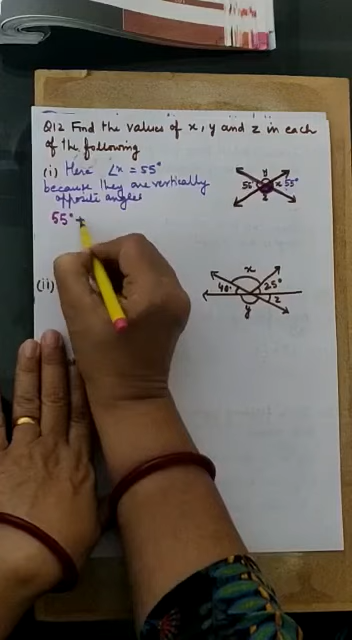 Q12 Find the values of x, y and z in each
of the following
(i) Here ∠x = 55°
because they are vertically
opposite angles
55° +
y
55° x 55°
z
(ii)
x
40° 25°
z
y